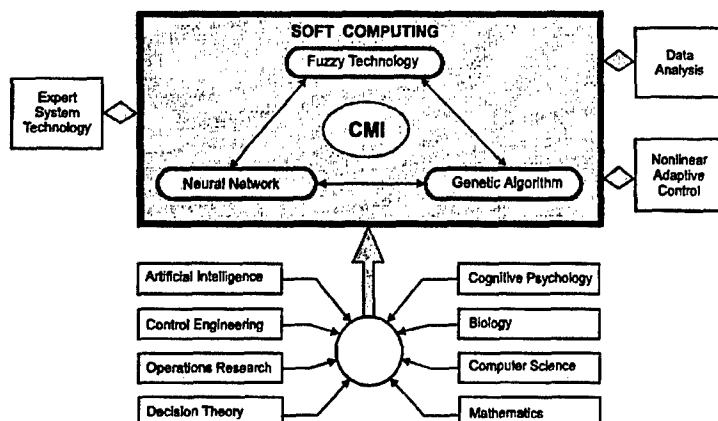 SOFT COMPUTING
Fuzzy Technology
CMI
Neural Network
Genetic Algorithm
Expert
System
Technology
Data
Analysis
Nonlinear
Adaptive
Control
Artificial Intelligence
Control Engineering
Operations Research
Decision Theory
Cognitive Psychology
Biology
Computer Science
Mathematics